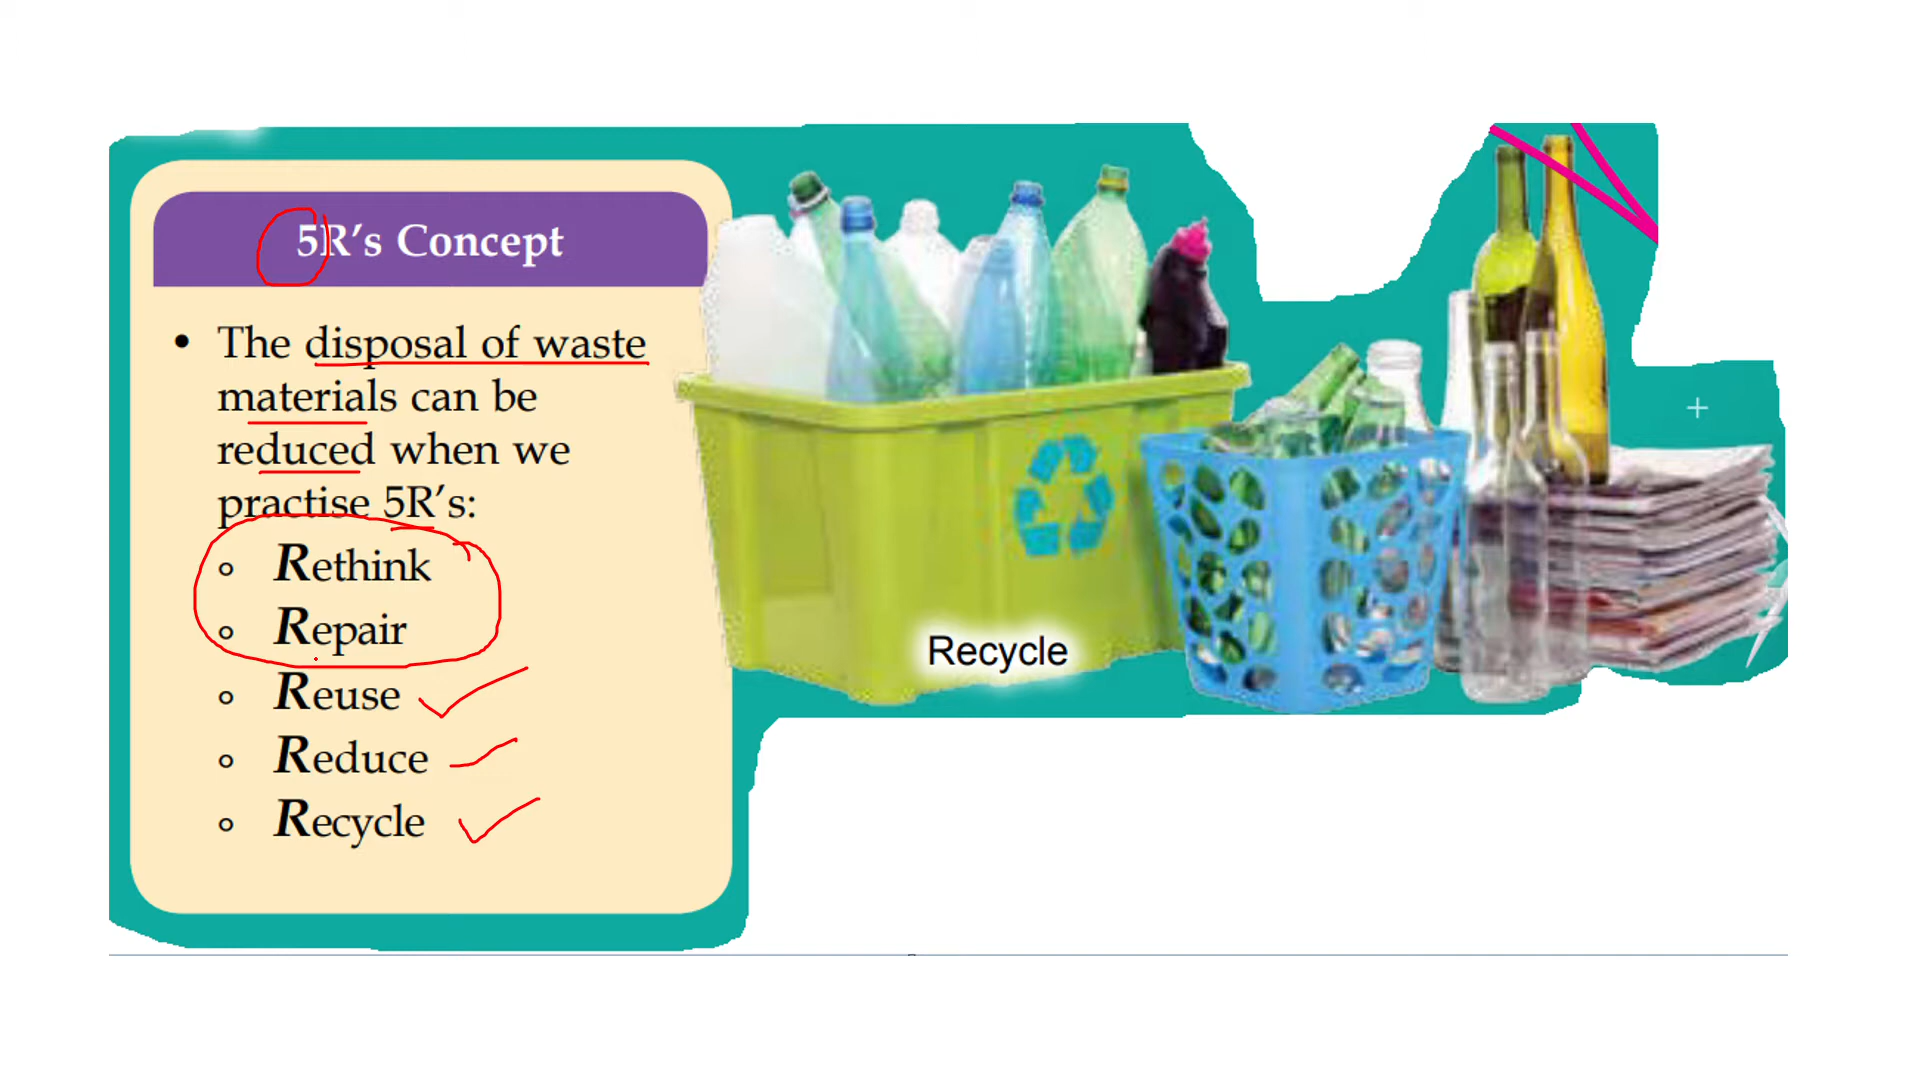 5R’s Concept
• The disposal of waste
materials can be
reduced when we
practise 5R’s:
Rethink
Repair
Reuse
Reduce
Recycle
Recycle